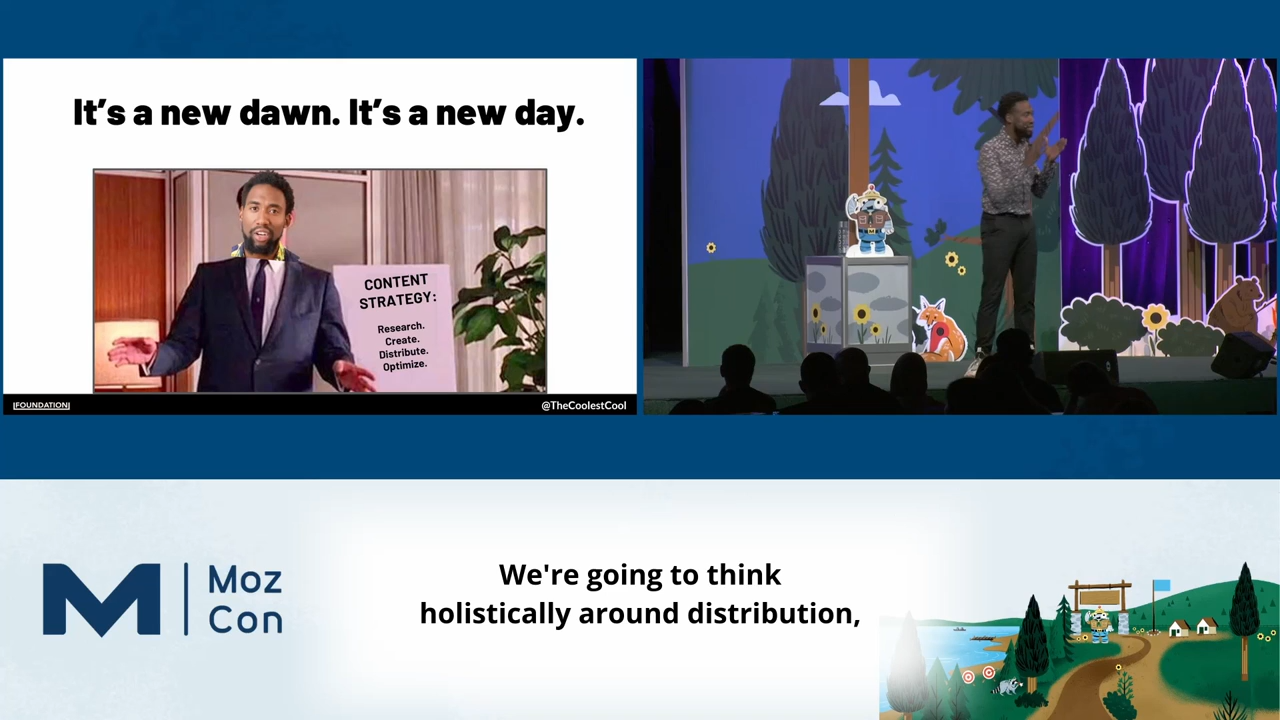 It's a new dawn. It's a new day.
CONTENT
STRATEGY:
Research.
Create.
Distribute.
Optimize.
[FOUNDATION]
@TheCoolestCool
Moz
Con
We're going to think
holistically around distribution,